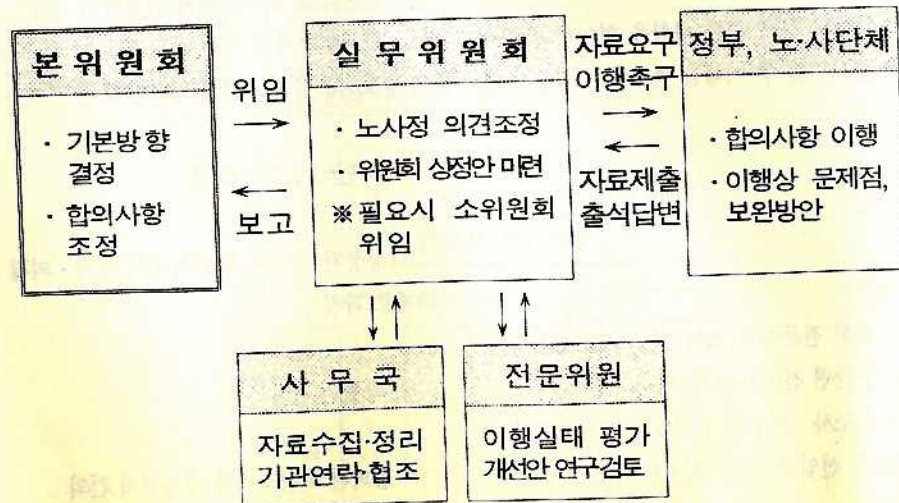 본 위 원 회
· 기본방향
결정
· 합의사항
조정
위임
→
←
보고
실 무 위 원 회
· 노사정 의견조정
· 위원회 상정안 마련
※ 필요시 소위원회
위임
자료요구
이행촉구
→
←
자료제출
출석답변
정부, 노·사단체
· 합의사항 이행
· 이행상 문제점,
보완방안
↓↑
↓↑
사 무 국
자료수집·정리
기관연락·협조
전문위원
이행실태 평가
개선안 연구검토